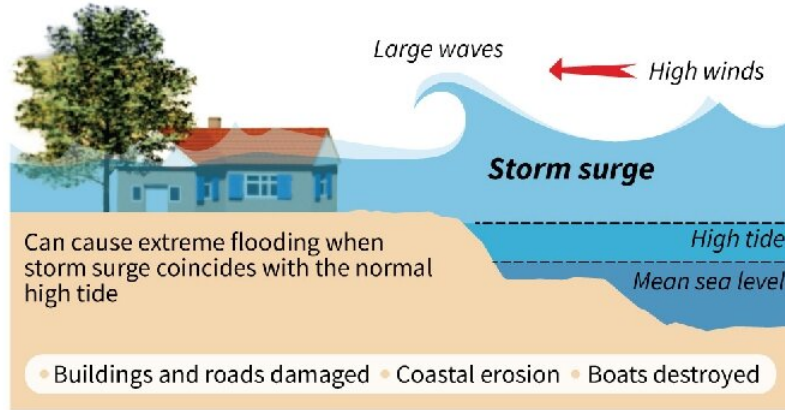 Large waves
High winds
Storm surge
High tide
Mean sea level
Can cause extreme flooding when
storm surge coincides with the normal
high tide
• Buildings and roads damaged • Coastal erosion • Boats destroyed